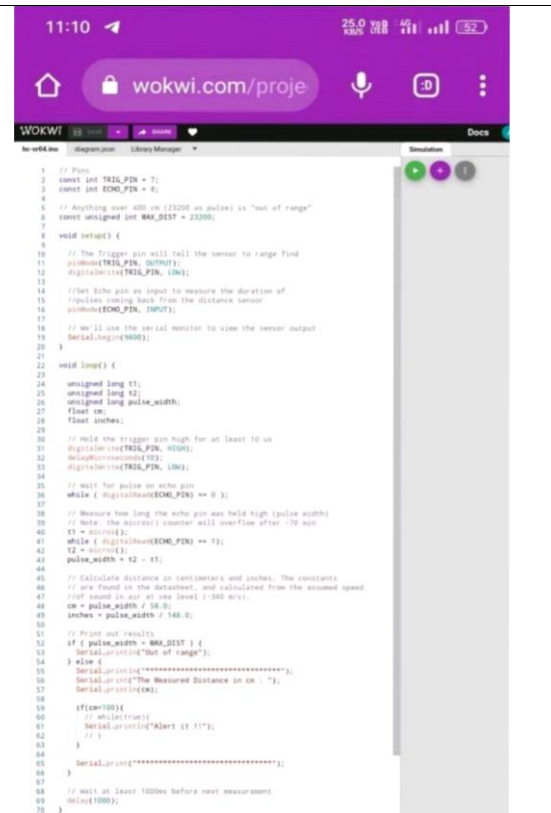 11:10
25.0 KB/S Vo LTE 4G 52
wokwi.com/proje
:D
WOKWI SAVE SHARE Docs
hc-sr04.ino diagram.json Library Manager Simulation
1 // Pins
2 const int TRIG_PIN = 7;
3 const int ECHO_PIN = 8;
4
5 // Anything over 400 cm (23200 us pulse) is "out of range"
6 const unsigned int MAX_DIST = 23200;
7
8 void setup() {
9
10 // The Trigger pin will tell the sensor to range find
11 pinMode(TRIG_PIN, OUTPUT);
12 digitalWrite(TRIG_PIN, LOW);
13
14 //Set Echo pin as input to measure the duration of
15 //pulses coming back from the distance sensor
16 pinMode(ECHO_PIN, INPUT);
17
18 // We'll use the serial monitor to view the sensor output
19 Serial.begin(9600);
20 }
21
22 void loop() {
23
24 unsigned long t1;
25 unsigned long t2;
26 unsigned long pulse_width;
27 float cm;
28 float inches;
29
30 // Hold the trigger pin high for at least 10 us
31 digitalWrite(TRIG_PIN, HIGH);
32 delayMicroseconds(10);
33 digitalWrite(TRIG_PIN, LOW);
34
35 // Wait for pulse on echo pin
36 while ( digitalRead(ECHO_PIN) == 0 );
37
38 // Measure how long the echo pin was held high (pulse width)
39 // Note: the micros() counter will overflow after ~70 min
40 t1 = micros();
41 while ( digitalRead(ECHO_PIN) == 1);
42 t2 = micros();
43 pulse_width = t2 - t1;
44
45 // Calculate distance in centimeters and inches. The constants
46 // are found in the datasheet, and calculated from the assumed speed
47 //of sound in air at sea level (~340 m/s).
48 cm = pulse_width / 58.0;
49 inches = pulse_width / 148.0;
50
51 // Print out results
52 if ( pulse_width > MAX_DIST ) {
53 Serial.println("Out of range");
54 } else {
55 Serial.println("********************************");
56 Serial.print("The Measured Distance in cm : ");
57 Serial.println(cm);
58
59 if(cm<100){
60 // while(true){
61 Serial.println("Alert it !!");
62 // }
63 }
64
65 Serial.print("********************************");
66 }
67
68 // Wait at least 1000ms before next measurement
69 delay(1000);
70 }